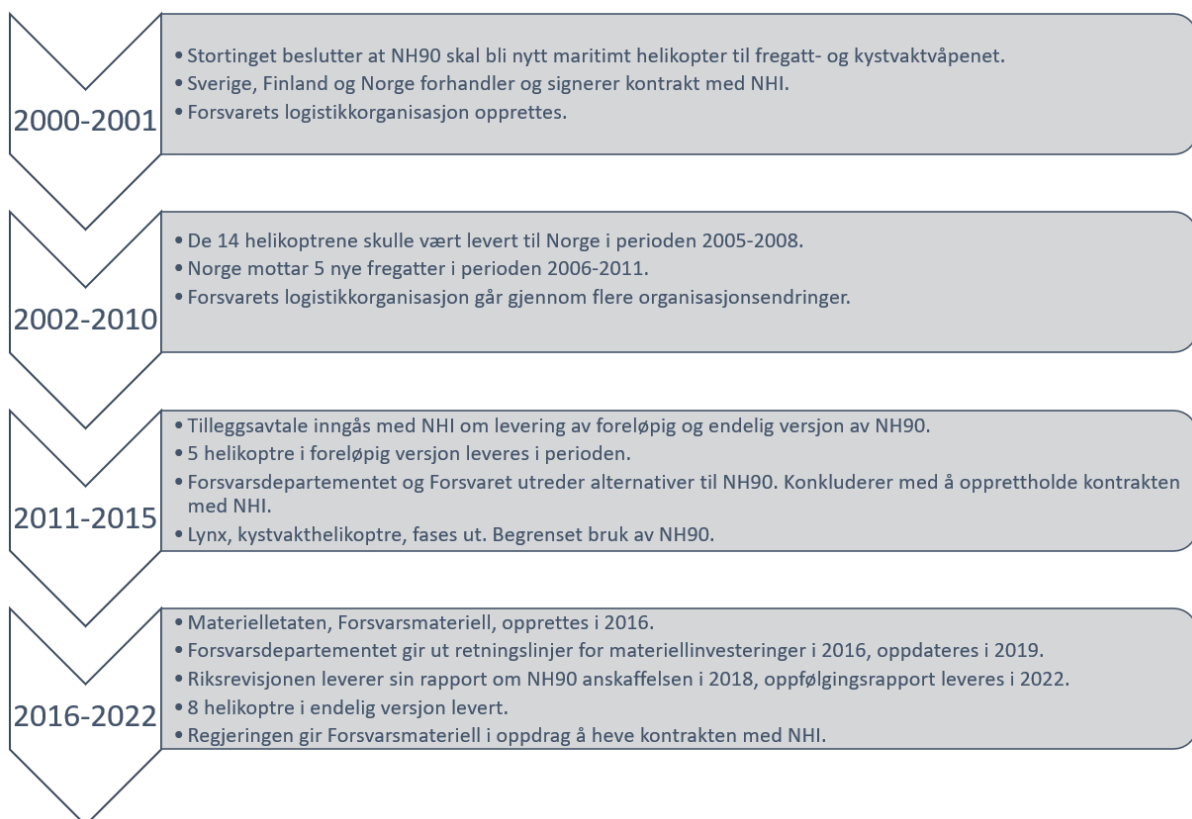 2000-2001
• Stortinget beslutter at NH90 skal bli nytt maritimt helikopter til fregatt- og kystvaktvåpenet.
• Sverige, Finland og Norge forhandler og signerer kontrakt med NHI.
• Forsvarets logistikkorganisasjon opprettes.
2002-2010
• De 14 helikoptrene skulle vært levert til Norge i perioden 2005-2008.
• Norge mottar 5 nye fregatter i perioden 2006-2011.
• Forsvarets logistikkorganisasjon går gjennom flere organisasjonsendringer.
2011-2015
• Tilleggsavtale inngås med NHI om levering av foreløpig og endelig versjon av NH90.
• 5 helikoptre i foreløpig versjon leveres i perioden.
• Forsvarsdepartementet og Forsvaret utreder alternativer til NH90. Konkluderer med å opprettholde kontrakten
med NHI.
• Lynx, kystvakthelikoptre, fases ut. Begrenset bruk av NH90.
2016-2022
• Materielletaten, Forsvarsmateriell, opprettes i 2016.
• Forsvarsdepartementet gir ut retningslinjer for materiellinvesteringer i 2016, oppdateres i 2019.
• Riksrevisjonen leverer sin rapport om NH90 anskaffelsen i 2018, oppfølgingsrapport leveres i 2022.
• 8 helikoptre i endelig versjon levert.
• Regjeringen gir Forsvarsmateriell i oppdrag å heve kontrakten med NHI.